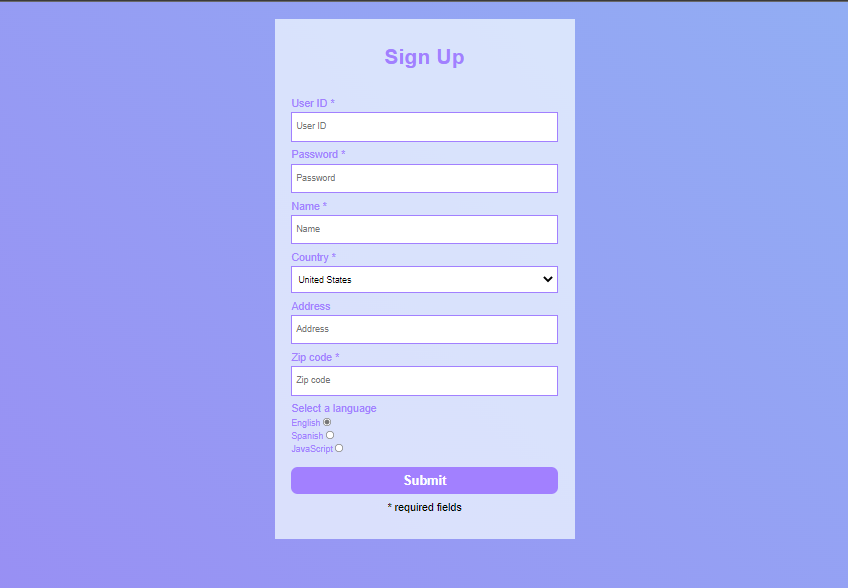 Sign Up
User ID *
User ID
Password *
Password
Name *
Name
Country *
United States
Address
Address
Zip code *
Zip code
Select a language
English
Spanish
JavaScript
Submit
* required fields